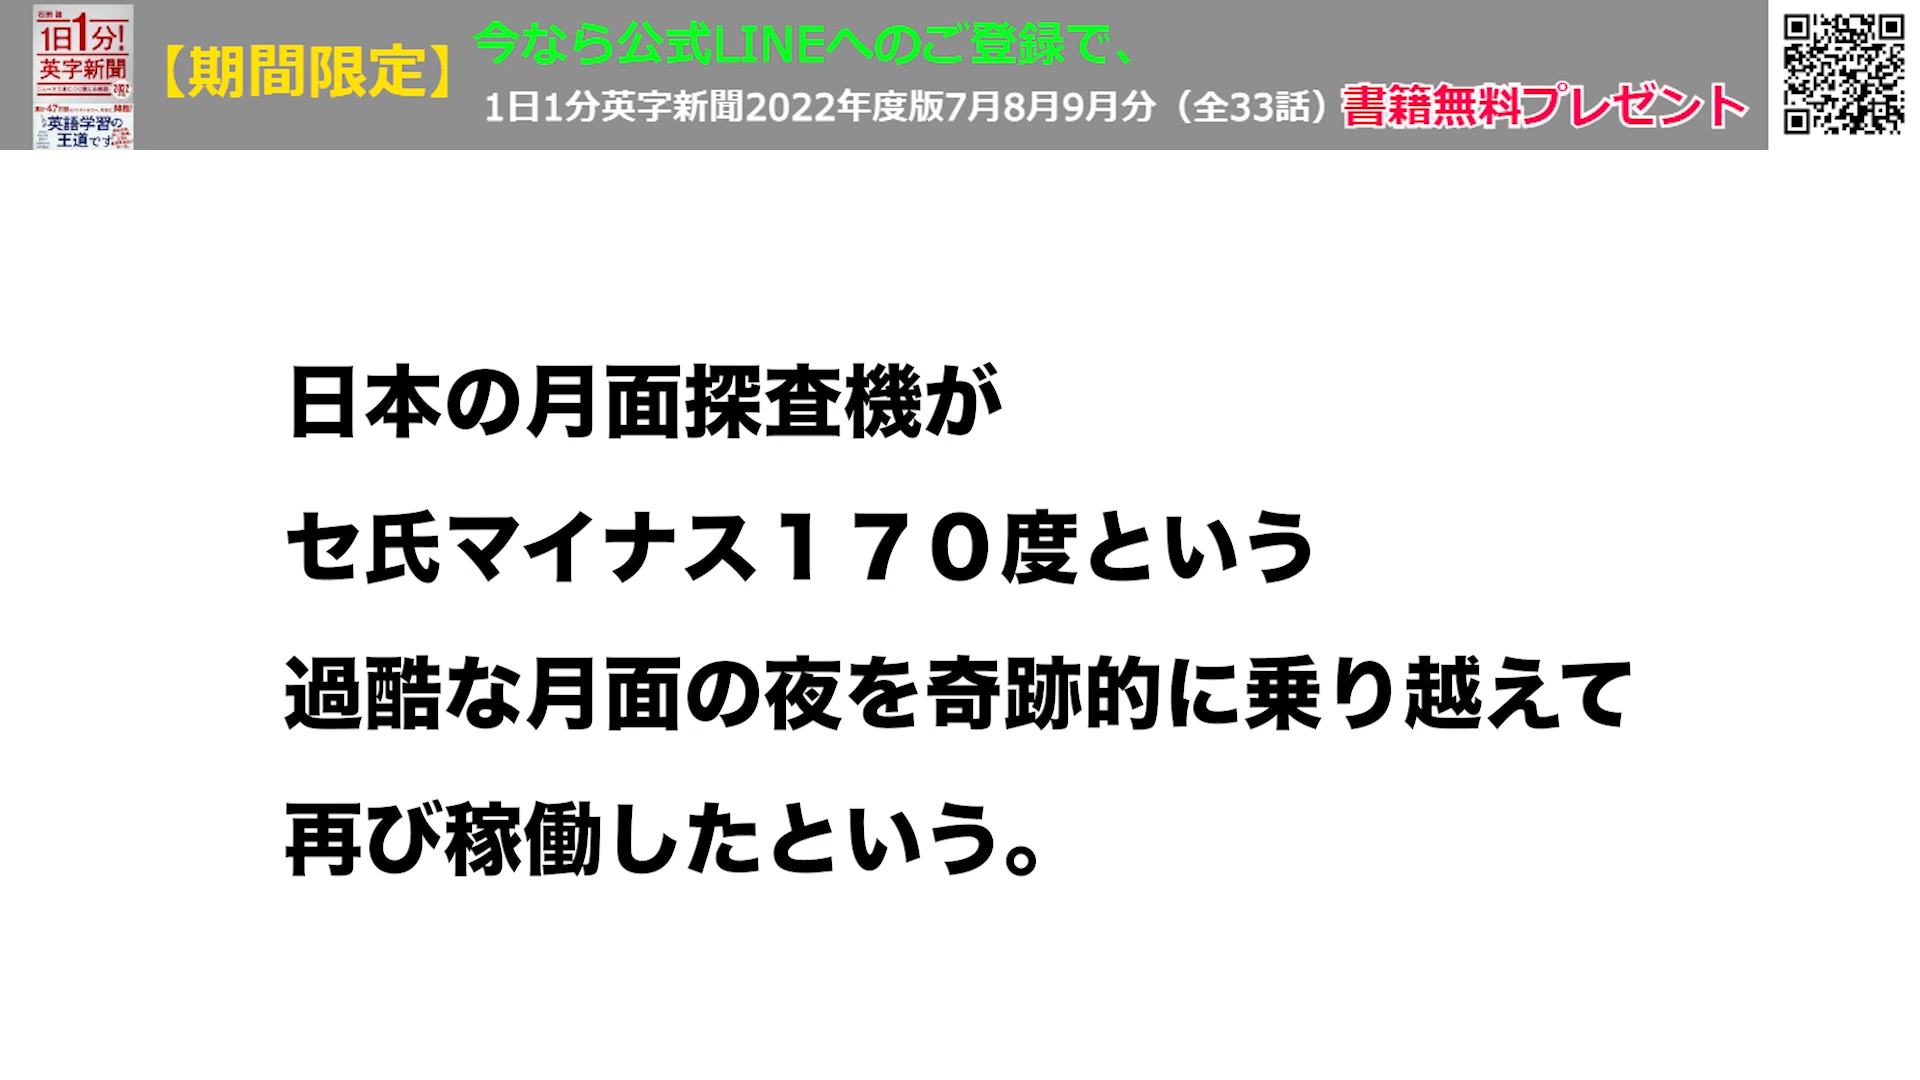 石田 健
1日1分!
英字新聞
2022
英語学習の
王道です。
【期間限定】
今なら公式LINEへのご登録で、
1日1分英字新聞2022年度版7月8月9月分（全33話）書籍無料プレゼント
日本の月面探査機が
セ氏マイナス１７０度という
過酷な月面の夜を奇跡的に乗り越えて
再び稼働したという。